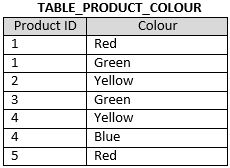 TABLE_PRODUCT_COLOUR
Product ID Colour
1 Red
1 Green
2 Yellow
3 Green
4 Yellow
4 Blue
5 Red